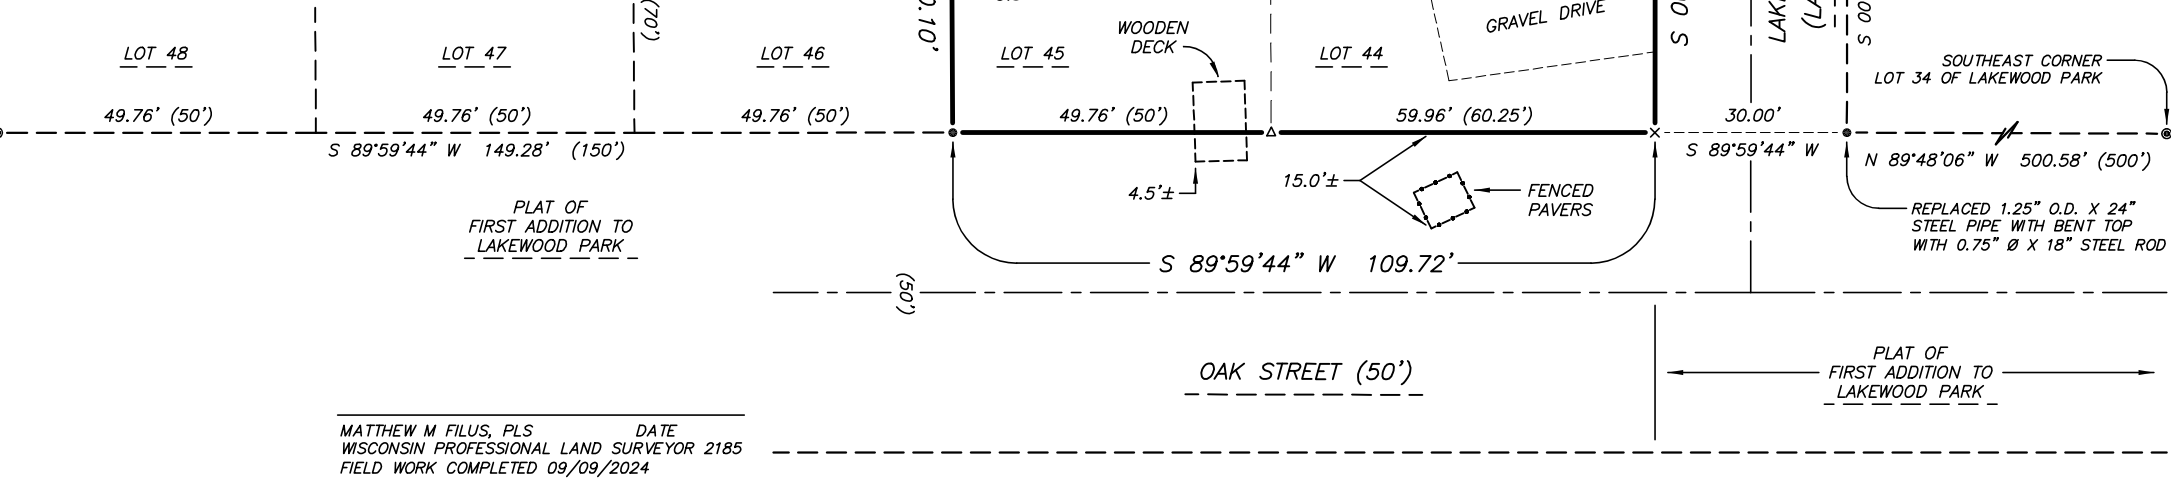 LOT 48
LOT 47
(70')
LOT 46
LOT 45
WOODEN
DECK
LOT 44
GRAVEL DRIVE
SOUTHEAST CORNER
LOT 34 OF LAKEWOOD PARK
49.76' (50')
49.76' (50')
49.76' (50')
49.76' (50')
59.96' (60.25')
30.00'
S 89°59'44" W 149.28' (150')
S 89°59'44" W
N 89°48'06" W 500.58' (500')
4.5'±
15.0'±
FENCED
PAVERS
PLAT OF
FIRST ADDITION TO
LAKEWOOD PARK
REPLACED 1.25" O.D. X 24"
STEEL PIPE WITH BENT TOP
WITH 0.75" Ø X 18" STEEL ROD
S 89°59'44" W 109.72'
(50')
OAK STREET (50')
PLAT OF
FIRST ADDITION TO
LAKEWOOD PARK
MATTHEW M FILUS, PLS DATE
WISCONSIN PROFESSIONAL LAND SURVEYOR 2185
FIELD WORK COMPLETED 09/09/2024